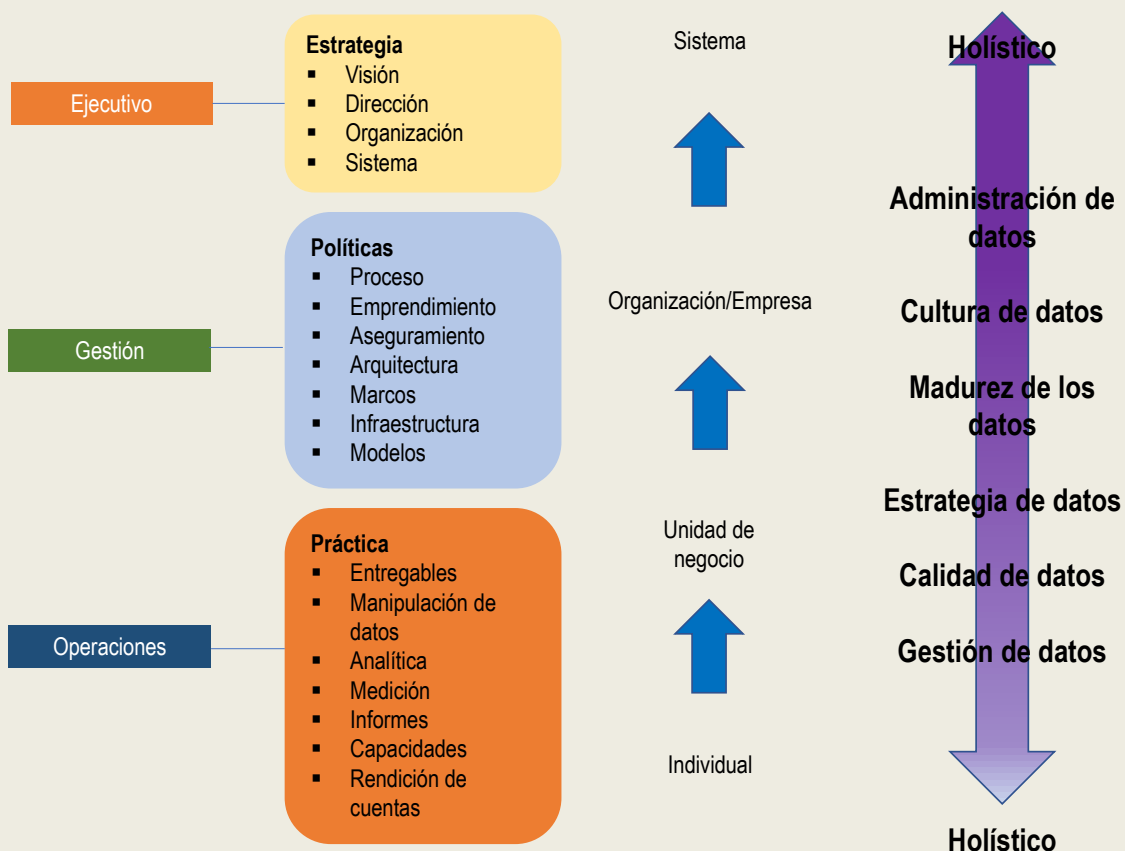 Ejecutivo
Estrategia
▪ Visión
▪ Dirección
▪ Organización
▪ Sistema
Gestión
Políticas
▪ Proceso
▪ Emprendimiento
▪ Aseguramiento
▪ Arquitectura
▪ Marcos
▪ Infraestructura
▪ Modelos
Operaciones
Práctica
▪ Entregables
▪ Manipulación de
datos
▪ Analítica
▪ Medición
▪ Informes
▪ Capacidades
▪ Rendición de
cuentas
Sistema
Organización/Empresa
Unidad de
negocio
Individual
Holístico
Administración de
datos
Cultura de datos
Madurez de los
datos
Estrategia de datos
Calidad de datos
Gestión de datos
Holístico